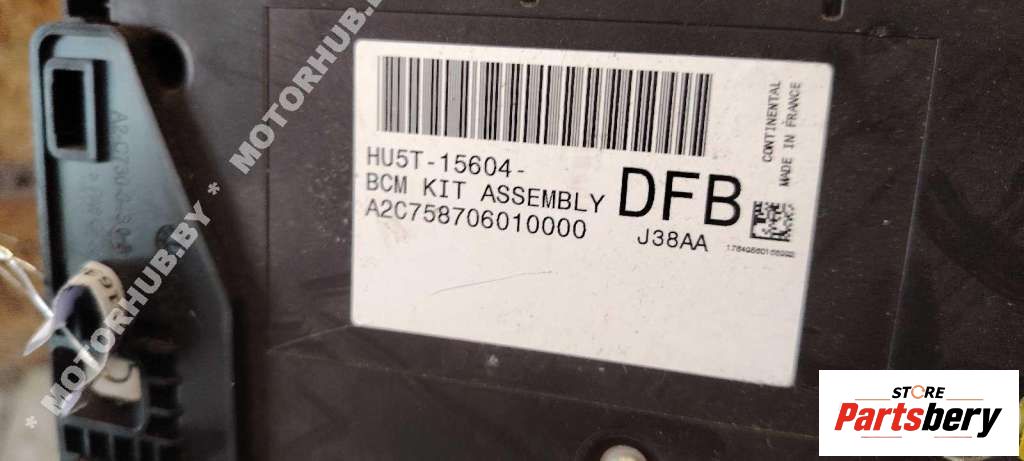 HU5T-15604-
BCM KIT ASSEMBLY
A2C758706010000
DFB
J38AA
CONTINENTAL
MADE IN FRANCE
* MOTORHUB.BY * MOTORHUB.BY *
STORE
Partsbery